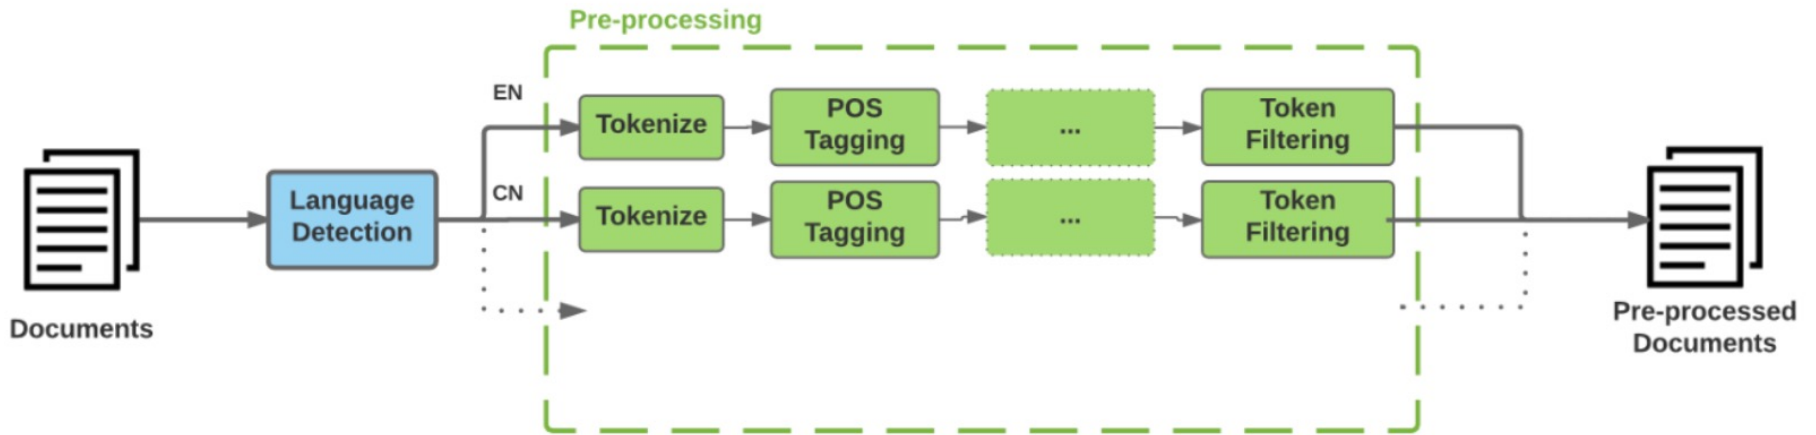 Pre-processing
EN
Tokenize
POS
Tagging
...
Token
Filtering
CN
Language
Detection
Tokenize
POS
Tagging
...
Token
Filtering
Documents
Pre-processed
Documents